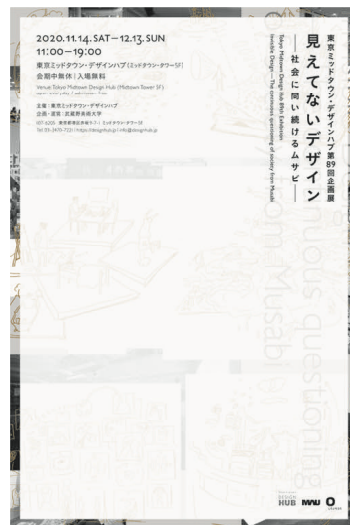 東京ミッドタウン・デザインハブ第89回企画展
見えてないデザイン
―社会に問い続けるムサビ―
Tokyo Midtown Design Hub 89th Exhibition
Invisible Design—The continuous questioning of society from Musabi
2020.11.14.SAT–12.13.SUN
11:00–19:00
東京ミッドタウン・デザインハブ(ミッドタウン・タワー5F)
会期中無休|入場無料
Venue Tokyo Midtown Design Hub (Midtown Tower 5F)
主催:東京ミッドタウン・デザインハブ
企画・運営:武蔵野美術大学
nuous questioning
om Musabi
DESIGN
HUB
MAU